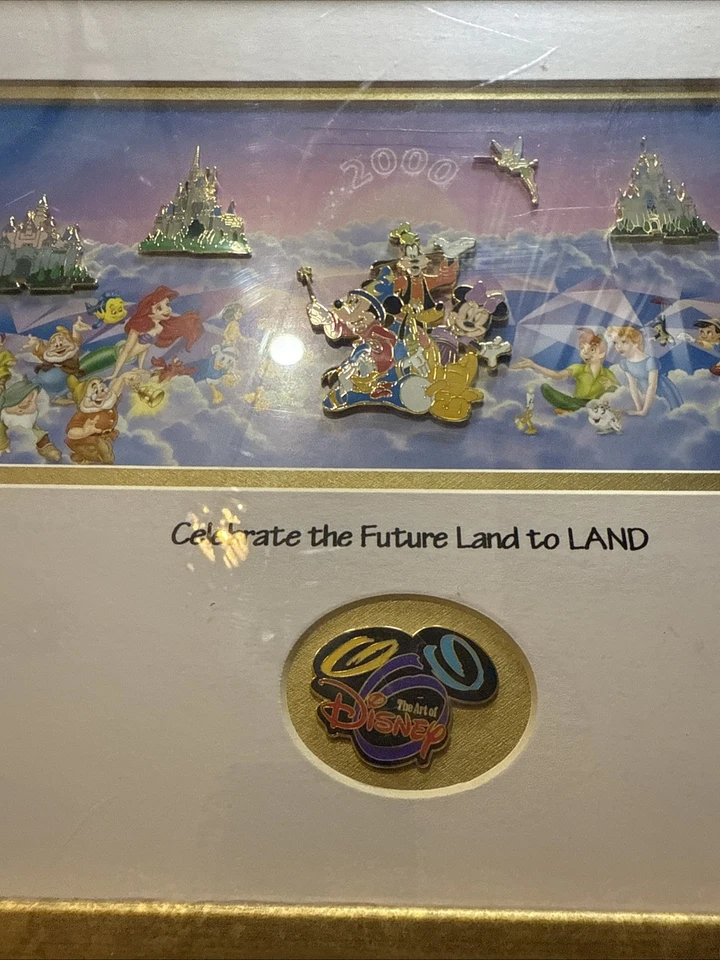 2000
Celebrate the Future Land to LAND
The Art of
DISNEY